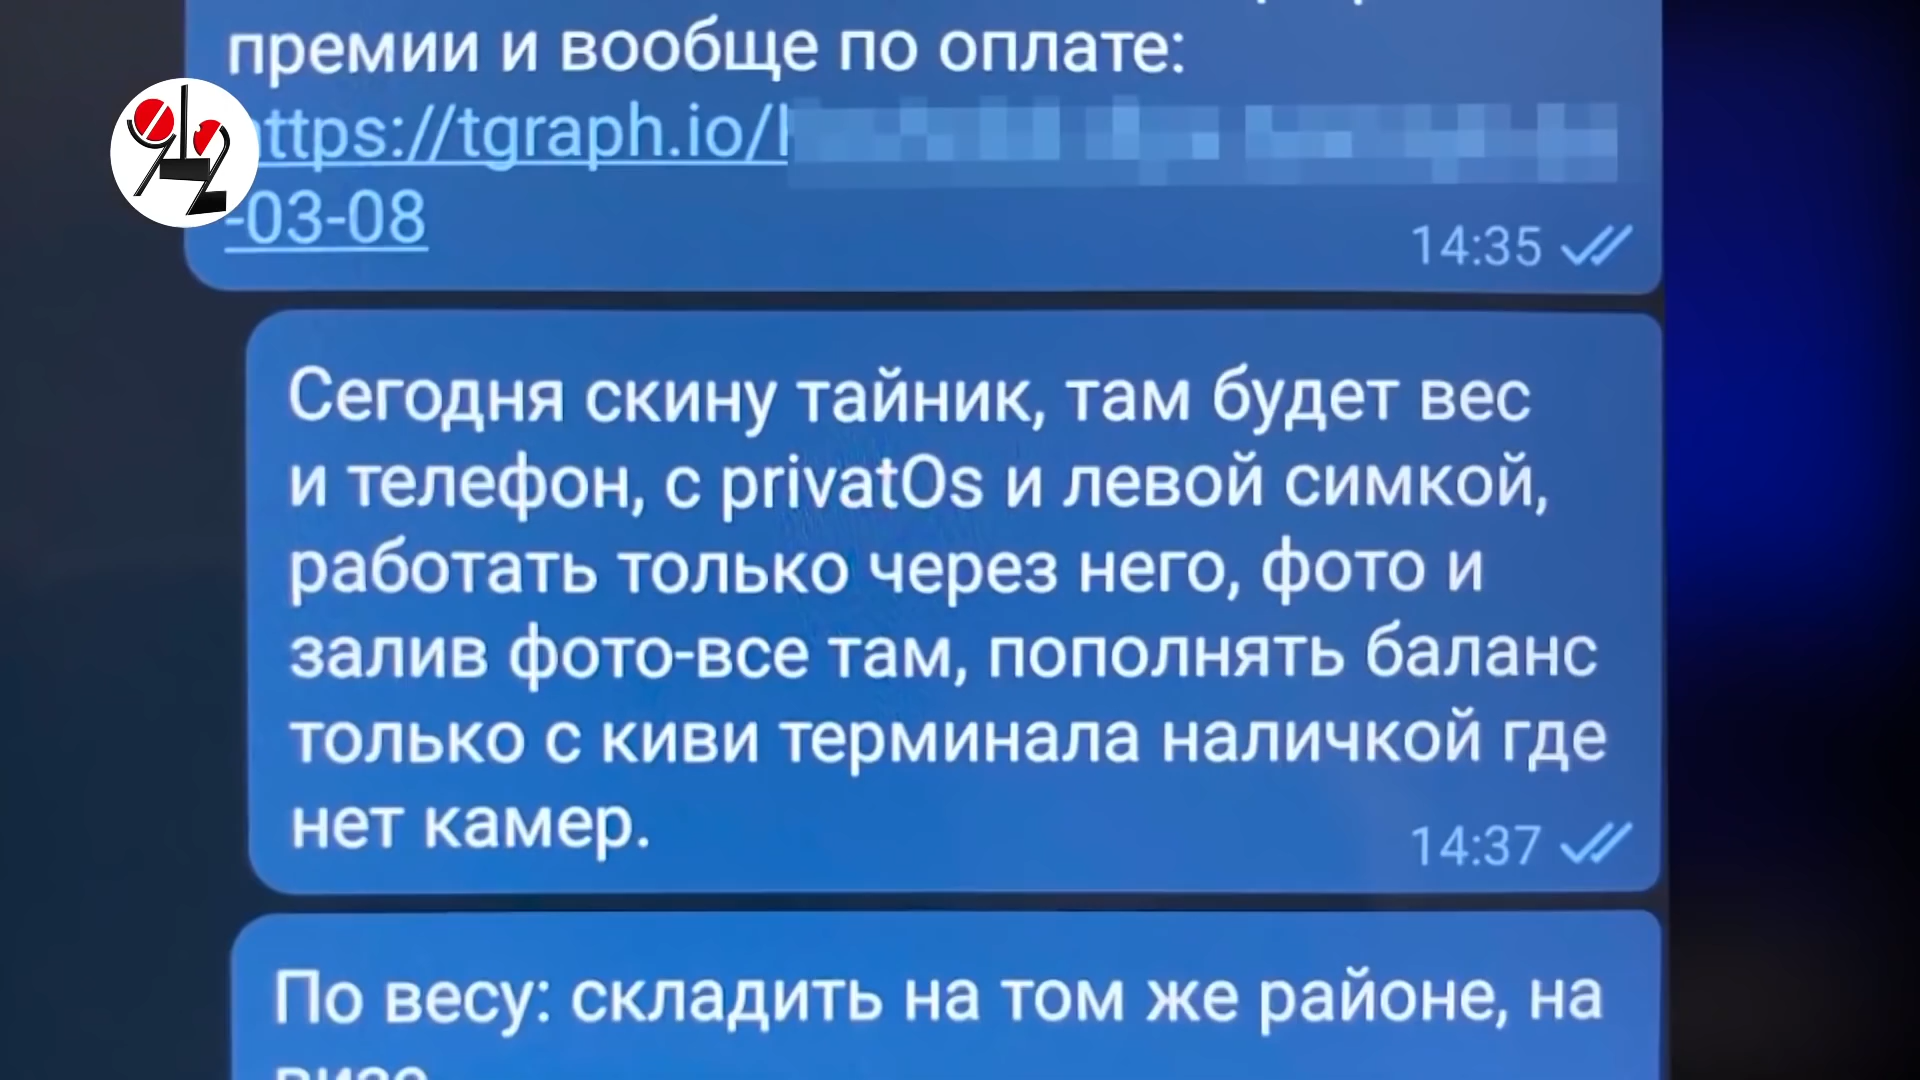 премии и вообще по оплате:
ttps://tgraph.io/
-03-08
14:35
Сегодня скину тайник, там будет вес
и телефон, с privatOs и левой симкой,
работать только через него, фото и
залив фото-все там, пополнять баланс
только с киви терминала наличкой где
нет камер.
14:37
По весу: складить на том же районе, на